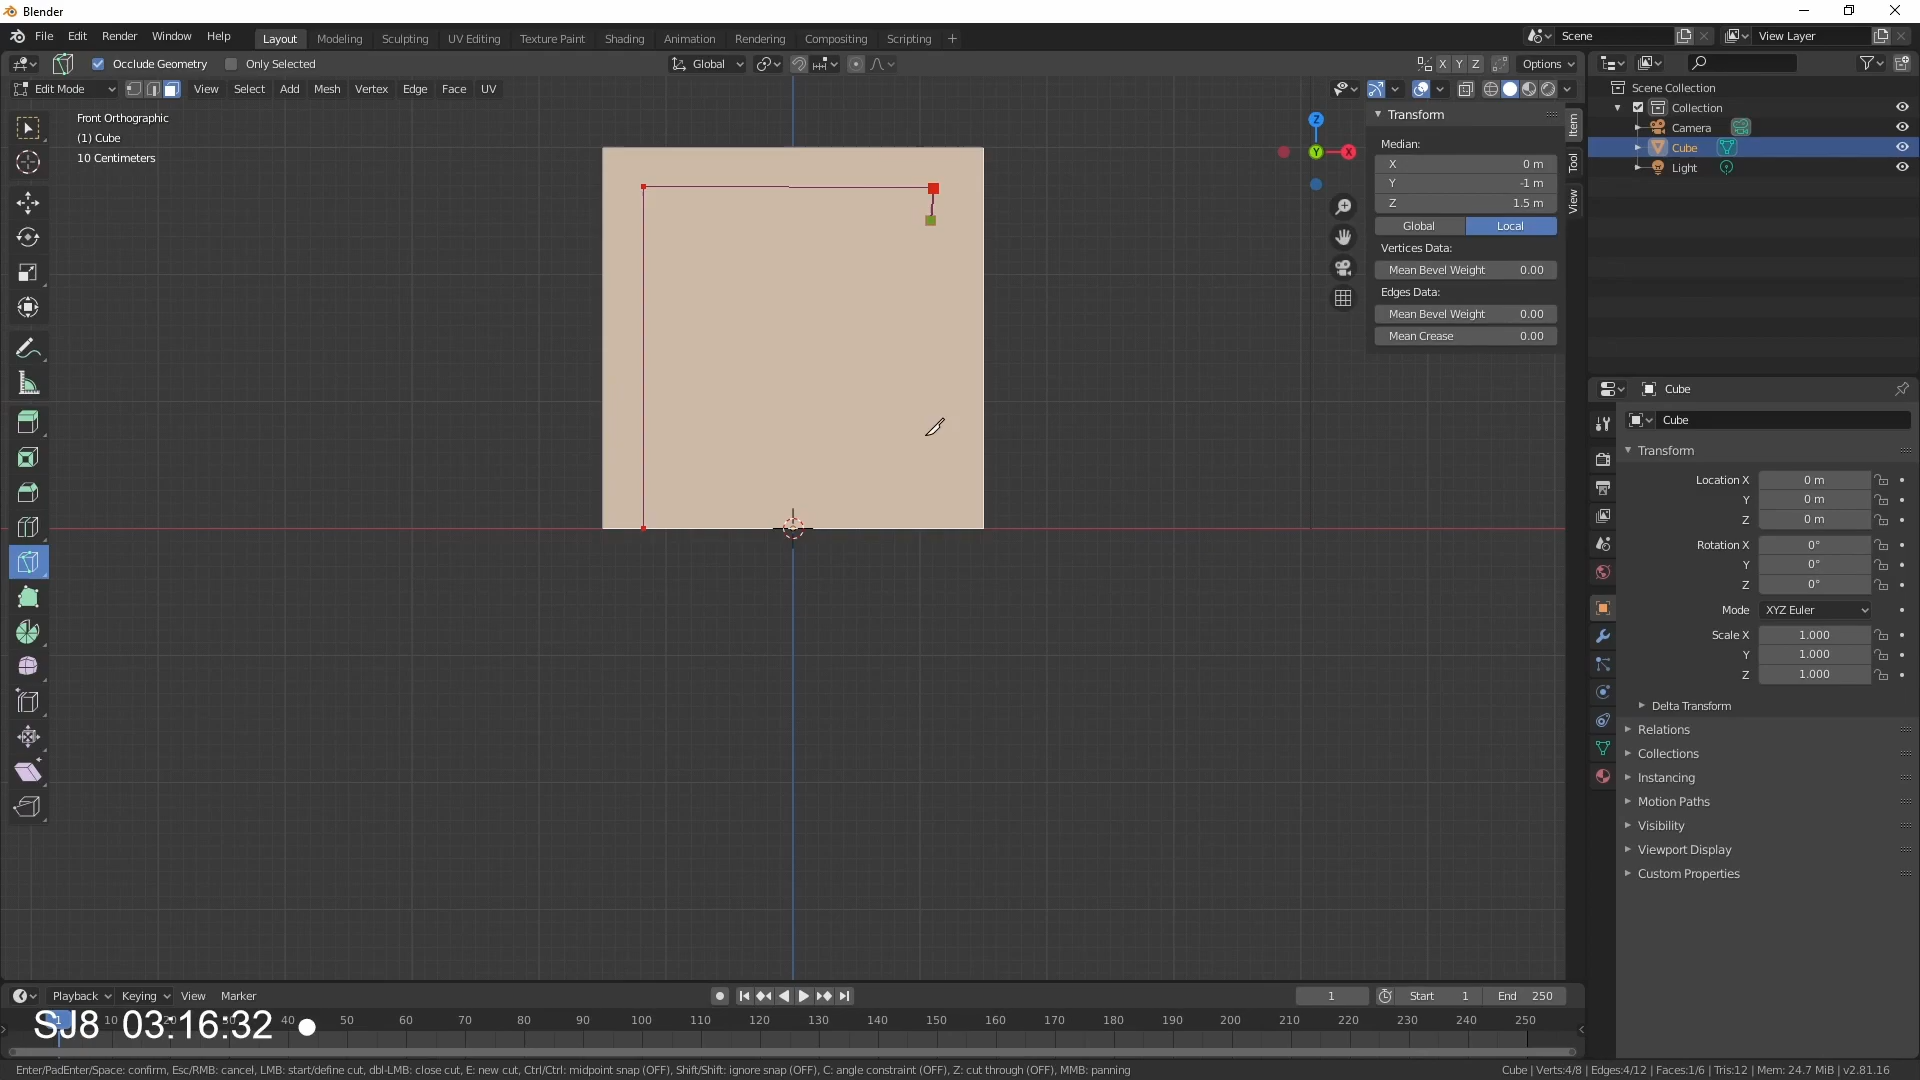 Blender
File Edit Render Window Help
Layout Modeling Sculpting UV Editing Texture Paint Shading Animation Rendering Compositing Scripting +
Scene
View Layer
Occlude Geometry Only Selected
Global
X Y Z Options
Edit Mode View Select Add Mesh Vertex Edge Face UV
Front Orthographic
(1) Cube
10 Centimeters
Z
Y
X
Transform
Median:
X 0 m
Y -1 m
Z 1.5 m
Global Local
Vertices Data:
Mean Bevel Weight 0.00
Edges Data:
Mean Bevel Weight 0.00
Mean Crease 0.00
Item
Tool
View
Scene Collection
Collection
Camera
Cube
Light
Cube
Cube
Transform
Location X 0 m
Y 0 m
Z 0 m
Rotation X 0°
Y 0°
Z 0°
Mode XYZ Euler
Scale X 1.000
Y 1.000
Z 1.000
Delta Transform
Relations
Collections
Instancing
Motion Paths
Visibility
Viewport Display
Custom Properties
Playback Keying View Marker
1 Start 1 End 250
1 10 20 30 40 50 60 70 80 90 100 110 120 130 140 150 160 170 180 190 200 210 220 230 240 250
SJ8 03:16:32
Enter/PadEnter/Space: confirm, Esc/RMB: cancel, LMB: start/define cut, dbl-LMB: close cut, E: new cut, Ctrl/Ctrl: midpoint snap (OFF), Shift/Shift: ignore snap (OFF), C: angle constraint (OFF), Z: cut through (OFF), MMB: panning
Cube | Verts:4/8 | Edges:4/12 | Faces:1/6 | Tris:12 | Mem: 24.7 MiB | v2.81.16